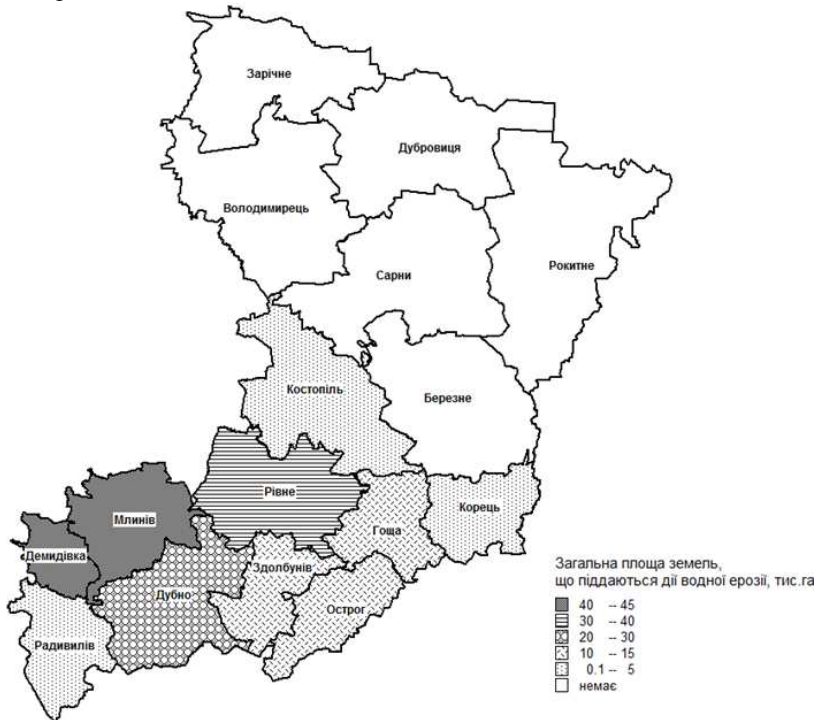 Зарічне
Дубровиця
Володимирець
Сарни
Рокитне
Костопіль
Березне
Рівне
Млинів
Гоща
Корець
Демидівка
Здолбунів
Дубно
Острог
Радивилів
Загальна площа земель,
що піддаються дії водної ерозії, тис.га
40 -- 45
30 -- 40
20 -- 30
10 -- 15
0.1 -- 5
немає